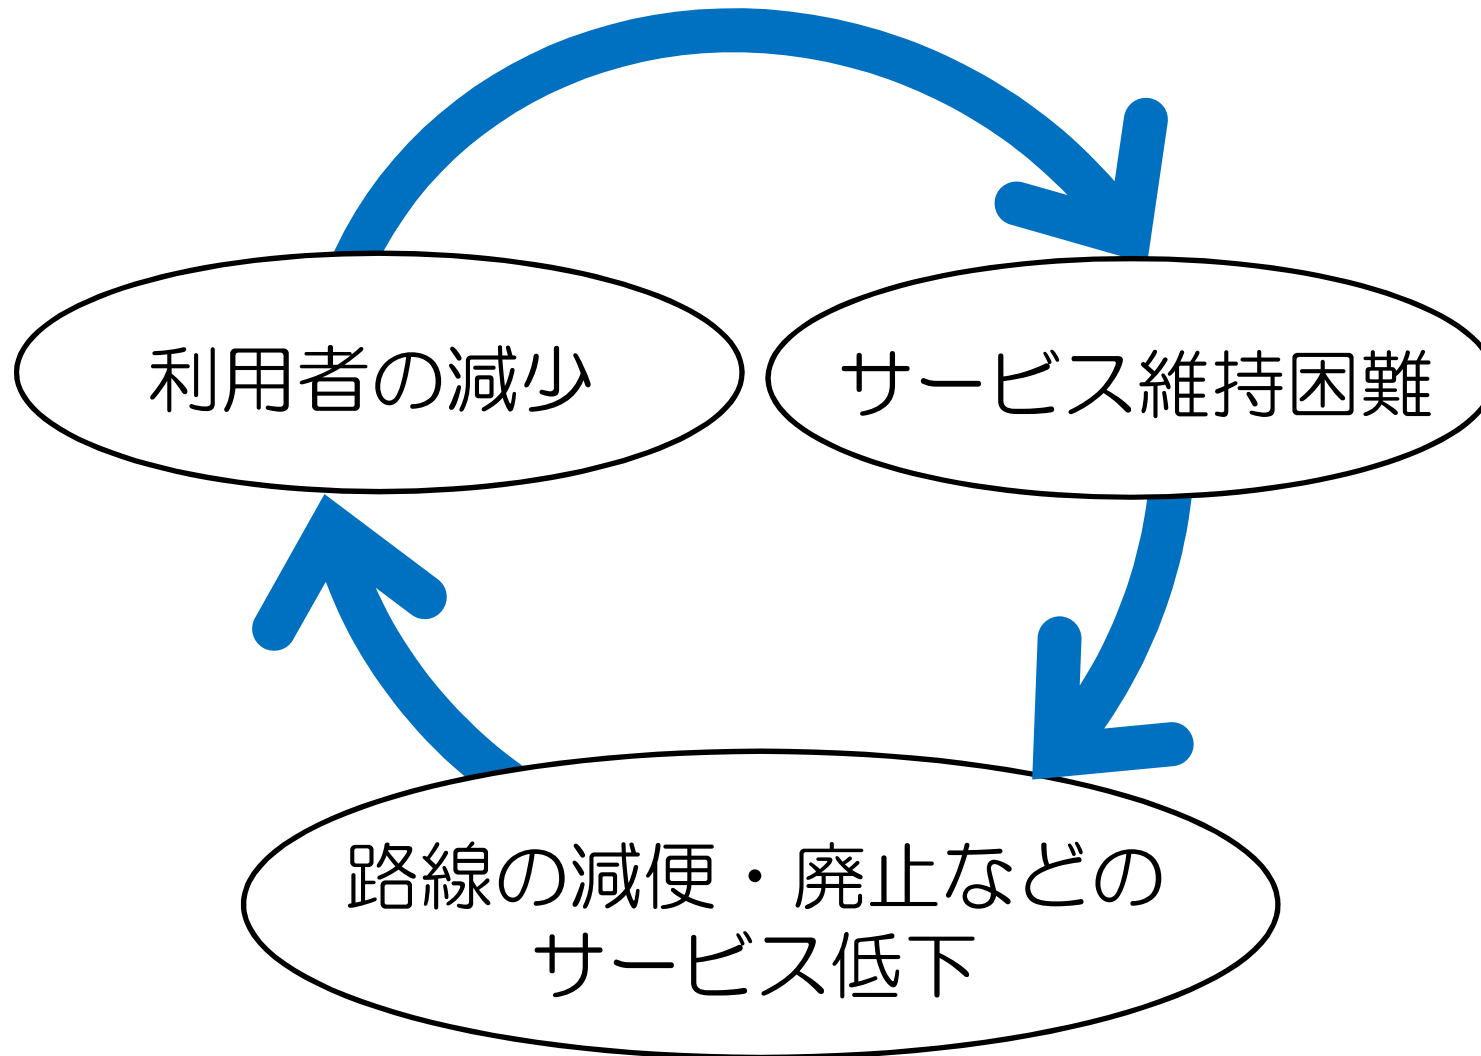 利用者の減少
サービス維持困難
路線の減便・廃止などの
サービス低下